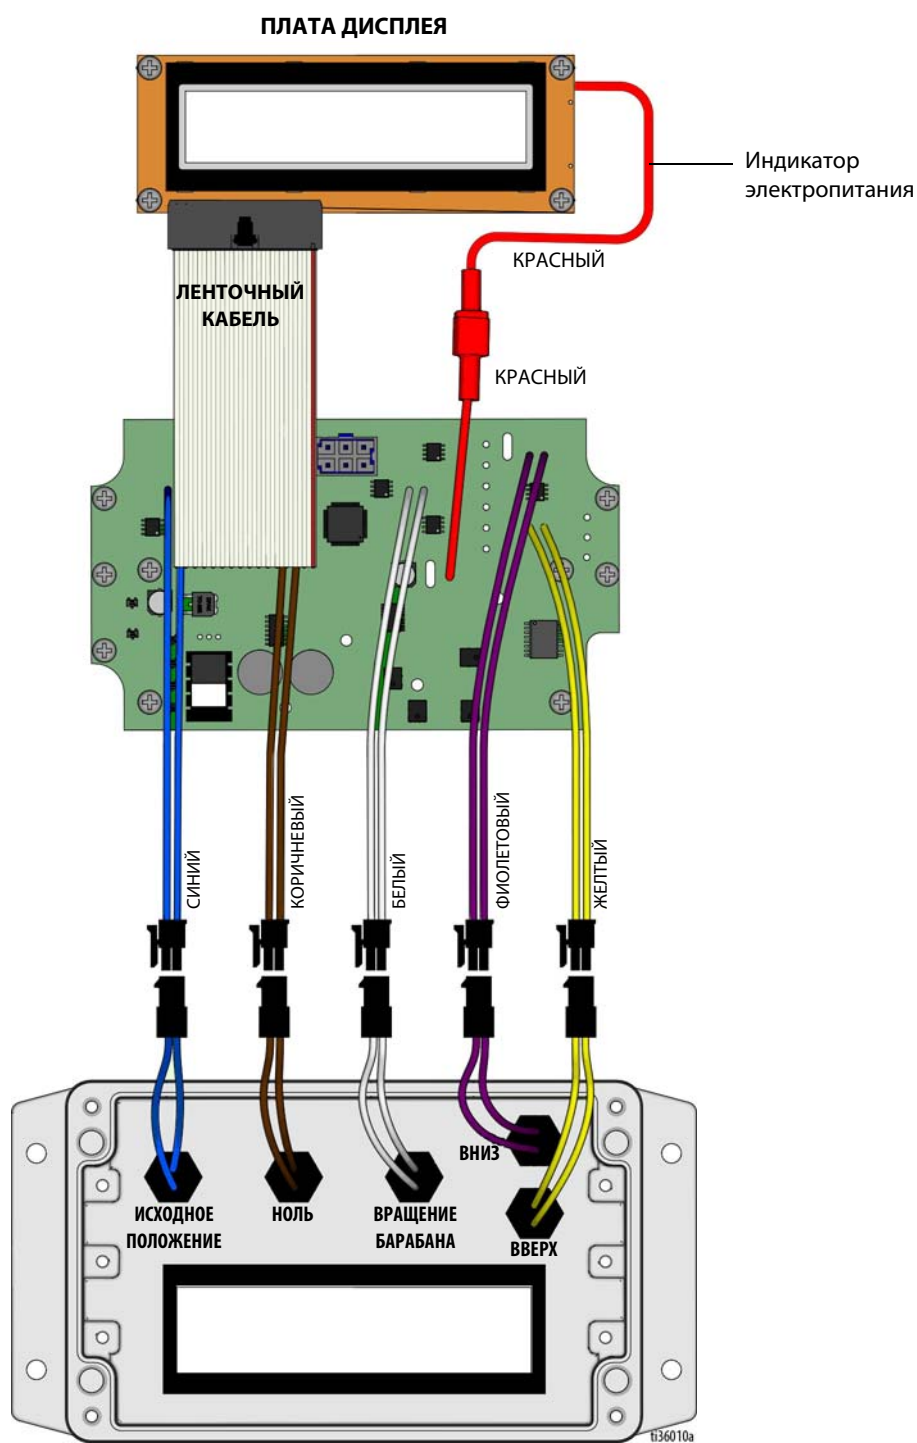 ПЛАТА ДИСПЛЕЯ
Индикатор
электропитания
КРАСНЫЙ
ЛЕНТОЧНЫЙ
КАБЕЛЬ
КРАСНЫЙ
СИНИЙ
КОРИЧНЕВЫЙ
БЕЛЫЙ
ФИОЛЕТОВЫЙ
ЖЕЛТЫЙ
ВНИЗ
ИСХОДНОЕ
ПОЛОЖЕНИЕ
НОЛЬ
ВРАЩЕНИЕ
БАРАБАНА
ВВЕРХ
ti36010a